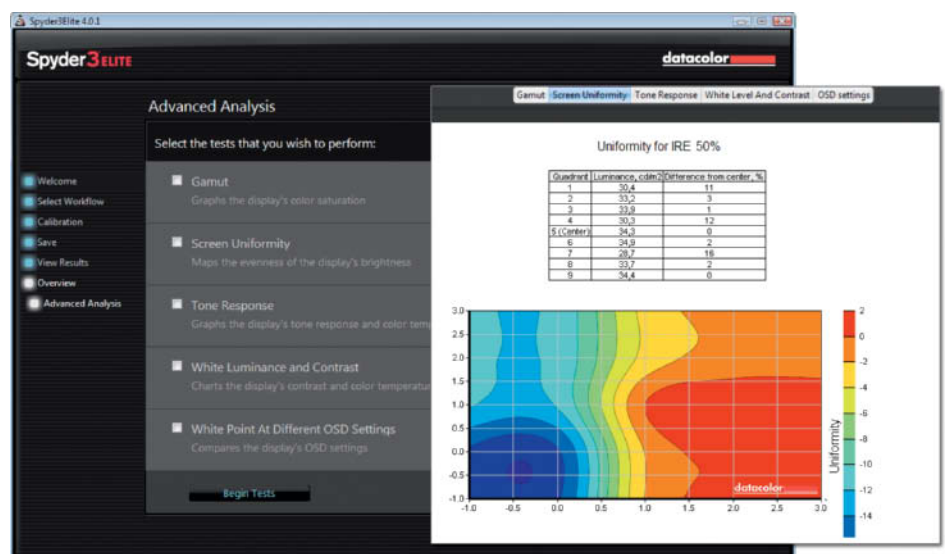 Spyder3Elite 4.0.1
Spyder3ELITE
datacolor
Advanced Analysis
Select the tests that you wish to perform:
Welcome
Select Workflow
Calibration
Save
View Results
Overview
Advanced Analysis
Gamut
Graphs the display's color saturation
Screen Uniformity
Maps the evenness of the display's brightness
Tone Response
Graphs the display's tone response and color tem
White Luminance and Contrast
Charts the display's contrast and color temperatu
White Point At Different OSD Settings
Compares the display's OSD settings
Begin Tests
Gamut Screen Uniformity Tone Response White Level And Contrast OSD settings
Uniformity for IRE 50%
Quadrant Luminance, cd/m2 Difference from center, %
1 30,4 11
2 33,2 3
3 33,9 1
4 30,3 12
5 (Center) 34,3 0
6 34,9 2
7 28,7 16
8 33,7 2
9 34,4 0
3.0
2.5
2.0
1.5
1.0
0.5
0.0
-0.5
-1.0
-1.0 -0.5 0.0 0.5 1.0 1.5 2.0 2.5 3.0
datacolor
Uniformity
2
0
-2
-4
-6
-8
-10
-12
-14